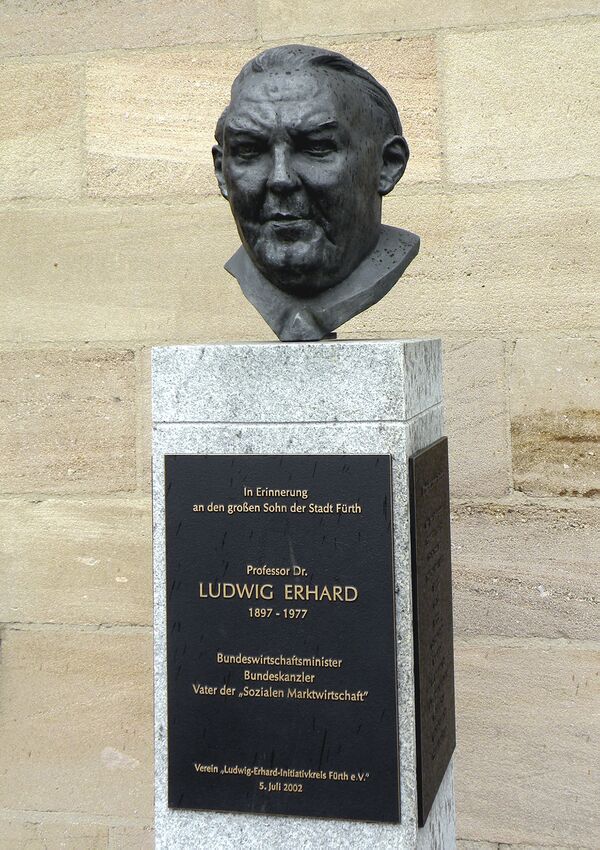 In Erinnerung
an den großen Sohn der Stadt Fürth
Professor Dr.
LUDWIG ERHARD
1897 - 1977
Bundeswirtschaftsminister
Bundeskanzler
Vater der „Sozialen Marktwirtschaft"
Verein „Ludwig-Erhard-Initiativkreis Fürth e.V."
5. Juli 2002